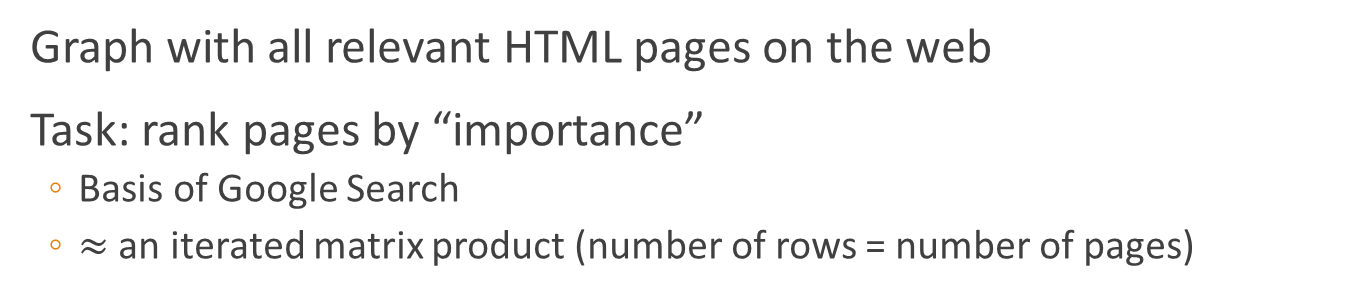 Graph with all relevant HTML pages on the web
Task: rank pages by “importance”
◦ Basis of Google Search
◦ ≈ an iterated matrix product (number of rows = number of pages)